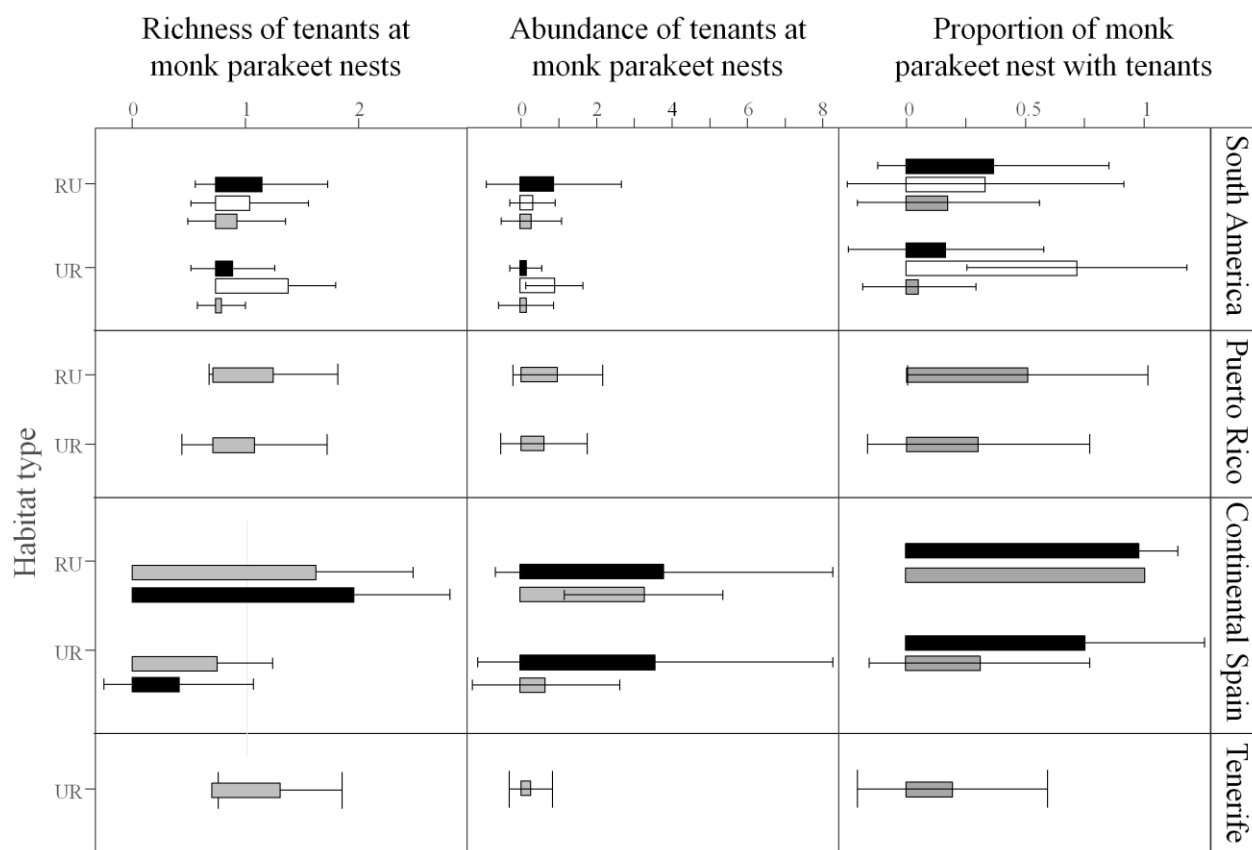 Richness of tenants at
monk parakeet nests
Abundance of tenants at
monk parakeet nests
Proportion of monk
parakeet nest with tenants
0 1 2
0 2 4 6 8
0 0.5 1
Habitat type
RU
UR
South America
RU
UR
Puerto Rico
RU
UR
Continental Spain
UR
Tenerife